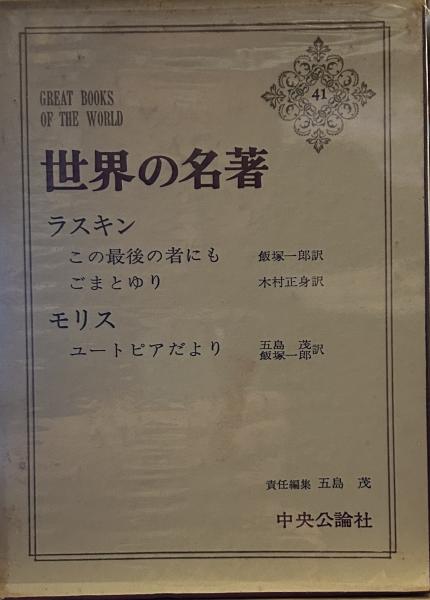 GREAT BOOKS
OF THE WORLD
41
世界の名著
ラスキン
この最後の者にも 飯塚一郎訳
ごまとゆり 木村正身訳
モリス
ユートピアだより 五島 茂 飯塚一郎 訳
責任編集 五島 茂
中央公論社